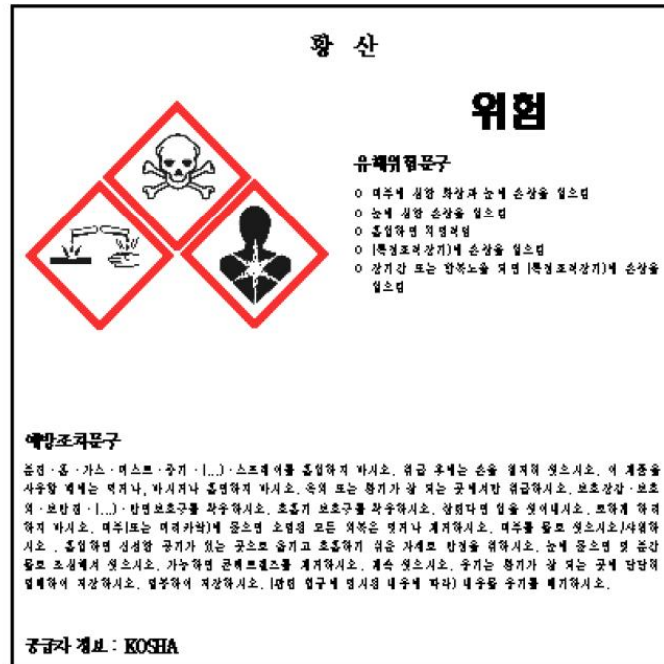 황 산
위험
유해위험문구
o 피부에 심한 화상과 눈에 손상을 일으킴
o 눈에 심한 손상을 일으킴
o 흡입하면 치명적임
o |특정표적장기)에 손상을 일으킴
o 장기간 또는 반복노출 되면 |특정표적장기)에 손상을
일으킴
예방조치문구
분진·흄·가스·미스트·증기·|...)·스프레이를 흡입하지 마시오. 취급 후에는 손을 철저히 씻으시오. 이 제품을
사용할 때에는 먹거나, 마시거나 흡연하지 마시오. 옥외 또는 환기가 잘 되는 곳에서만 취급하시오. 보호장갑·보호
의·보안경·|...)·안면보호구를 착용하시오. 호흡기 보호구를 착용하시오. 삼켰다면 입을 씻어내시오. 토하게 하려
하지 마시오. 피부|또는 머리카락)에 묻으면 오염된 모든 의복은 벗거나 제거하시오. 피부를 물로 씻으시오/샤워하
시오 . 흡입하면 신선한 공기가 있는 곳으로 옮기고 호흡하기 쉬운 자세로 안정을 취하시오. 눈에 묻으면 몇 분간
물로 조심해서 씻으시오. 가능하면 콘택트렌즈를 제거하시오. 계속 씻으시오. 용기는 환기가 잘 되는 곳에 단단히
밀폐하여 저장하시오. 밀봉하여 저장하시오. |관련 법규에 명시된 내용에 따라) 내용물 용기를 폐기하시오.
공급자 정보 : KOSHA